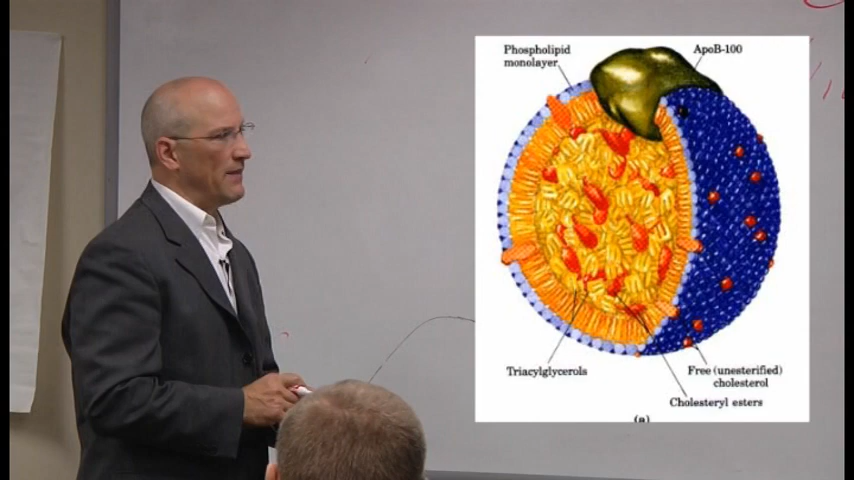 Phospholipid
monolayer
ApoB-100
Triacylglycerols
Free (unesterified)
cholesterol
Cholesteryl esters
(a)